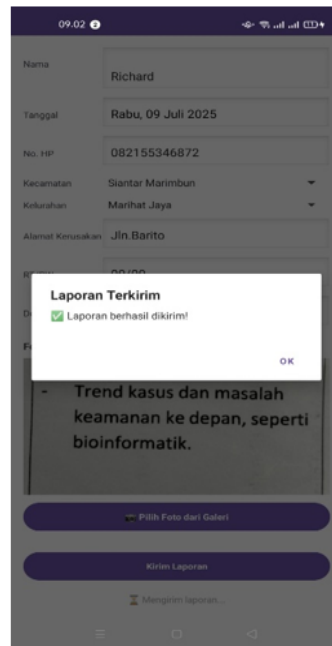 09.02 2
Nama
Richard
Tanggal
Rabu, 09 Juli 2025
No. HP
082155346872
Kecamatan
Siantar Marimbun
Kelurahan
Marihat Jaya
Alamat Kerusakan
Jln.Barito
Laporan Terkirim
✅ Laporan berhasil dikirim!
OK
- Trend kasus dan masalah
keamanan ke depan, seperti
bioinformatik.
📷 Pilih Foto dari Galeri
Kirim Laporan
⏳ Mengirim laporan...